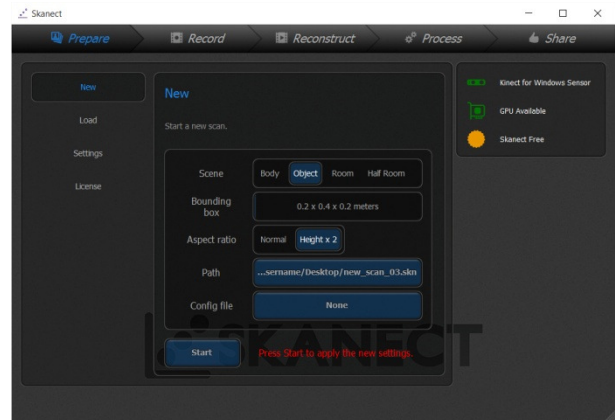 Skanect
Prepare
Record
Reconstruct
Process
Share
New
Load
Settings
License
New
Start a new scan.
Scene
Body Object Room Half Room
Bounding
box
0.2 x 0.4 x 0.2 meters
Aspect ratio
Normal Height x 2
Path
...sername/Desktop/new_scan_03.skn
Config file
None
Start
Press Start to apply the new settings.
SKANECT
Kinect for Windows Sensor
GPU Available
Skanect Free